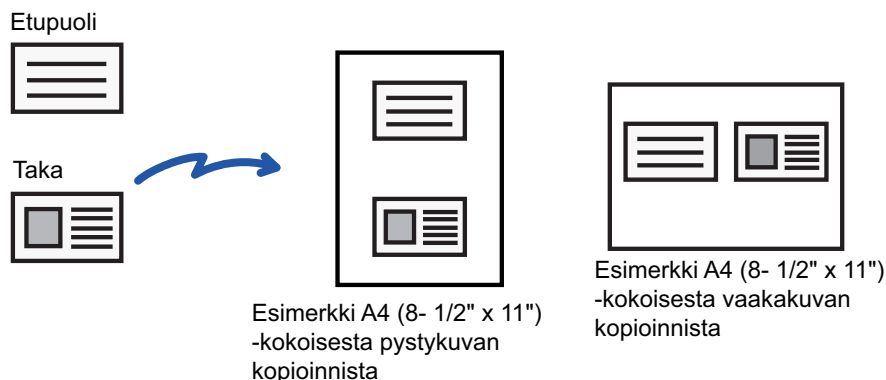 Etupuoli
Taka
Esimerkki A4 (8- 1/2" x 11")
-kokoisesta pystykuvan
kopioinnista
Esimerkki A4 (8- 1/2" x 11")
-kokoisesta vaakakuvan
kopioinnista